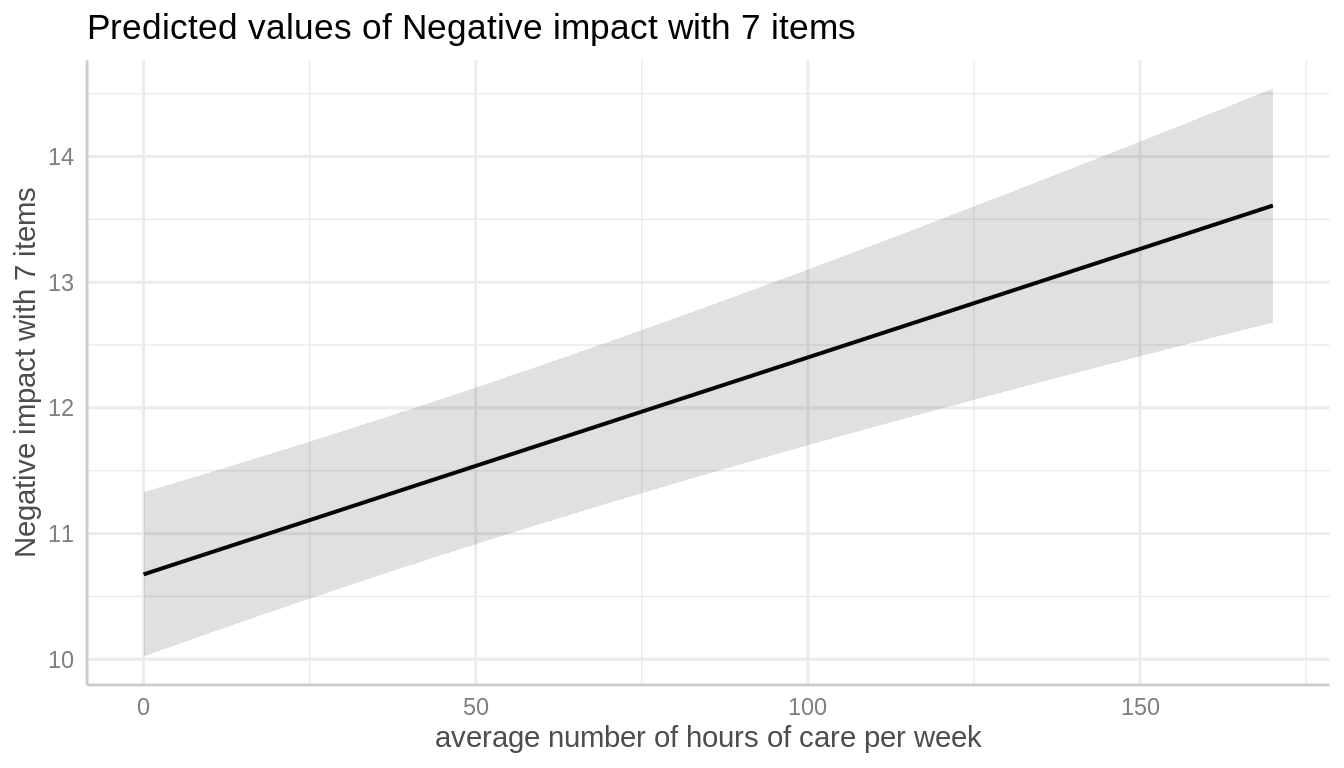 Predicted values of Negative impact with 7 items
Negative impact with 7 items
14
13
12
11
10
0 50 100 150
average number of hours of care per week